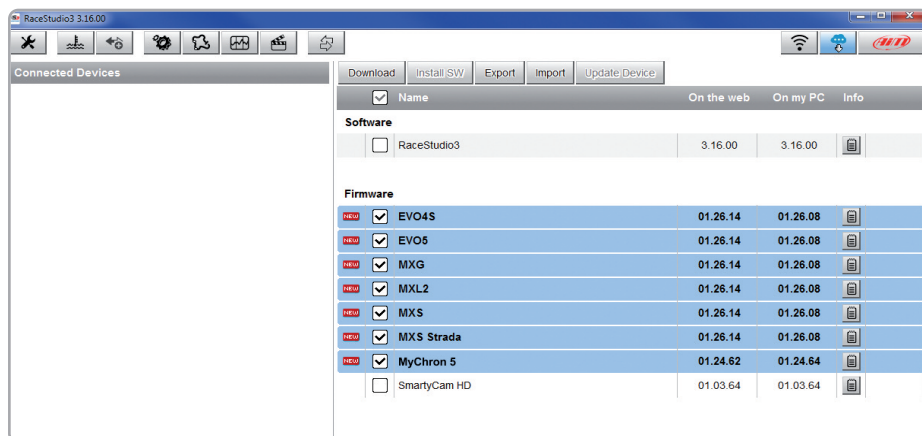 RaceStudio3 3.16.00
AiM
Connected Devices
Download Install SW Export Import Update Device
Name On the web On my PC Info
Software
RaceStudio3 3.16.00 3.16.00
Firmware
NEW EVO4S 01.26.14 01.26.08
NEW EVO5 01.26.14 01.26.08
NEW MXG 01.26.14 01.26.08
NEW MXL2 01.26.14 01.26.08
NEW MXS 01.26.14 01.26.08
NEW MXS Strada 01.26.14 01.26.08
NEW MyChron 5 01.24.62 01.24.64
SmartyCam HD 01.03.64 01.03.64